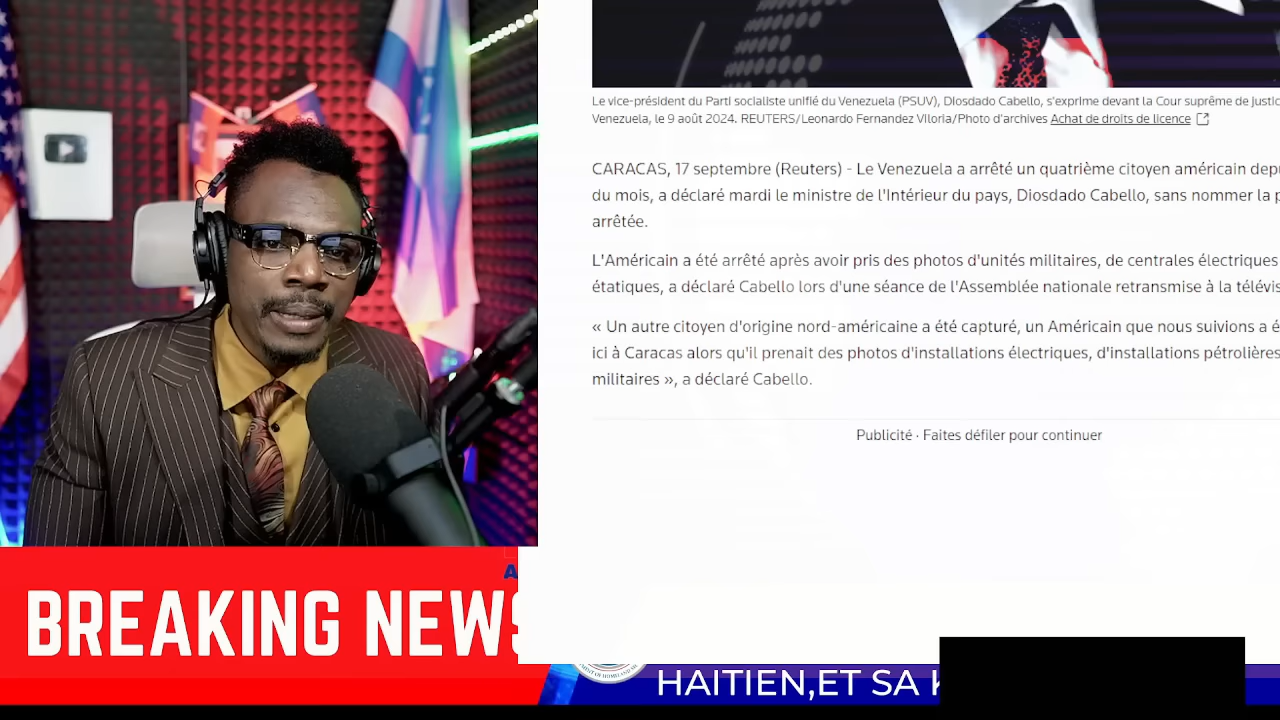 Le vice-président du Parti socialiste unifié du Venezuela (PSUV), Diosdado Cabello, s'exprime devant la Cour suprême de
Venezuela, le 9 août 2024. REUTERS/Leonardo Fernandez Viloria/Photo d'archives Achat de droits de licence
CARACAS, 17 septembre (Reuters) - Le Venezuela a arrêté un quatrième citoyen américain
du mois, a déclaré mardi le ministre de l'Intérieur du pays, Diosdado Cabello, sans nommer la
arrêtée.
L'Américain a été arrêté après avoir pris des photos d'unités militaires, de centrales électriques
étatiques, a déclaré Cabello lors d'une séance de l'Assemblée nationale retransmise à la
« Un autre citoyen d'origine nord-américaine a été capturé, un Américain que nous suivions a
ici à Caracas alors qu'il prenait des photos d'installations électriques, d'installations pétrolières
militaires », a déclaré Cabello.
Publicité · Faites défiler pour continuer
BREAKING NEWS
HAITIEN,ET SA